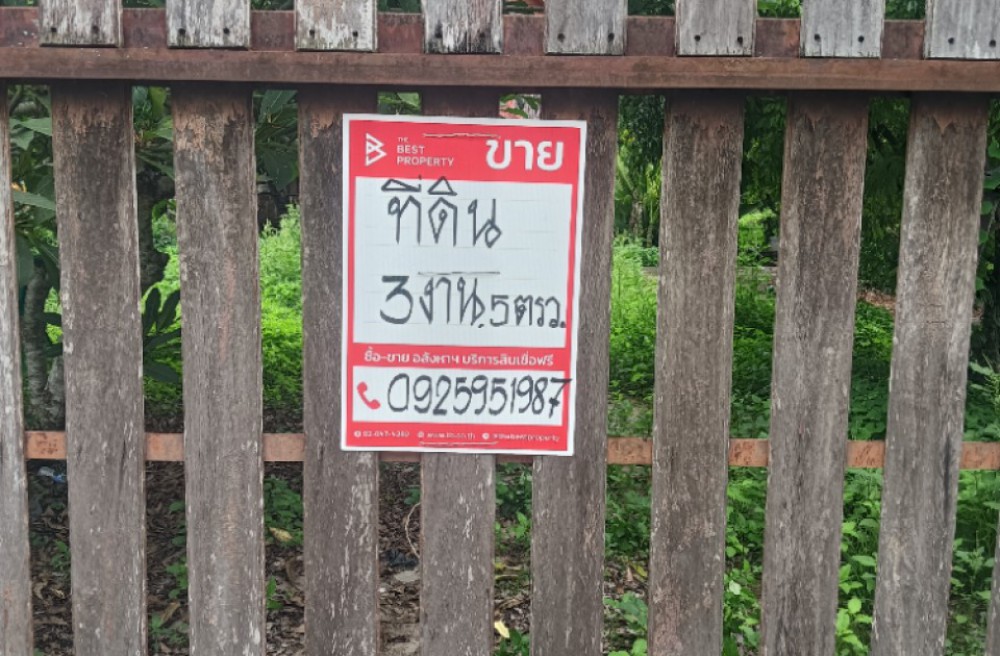 THE
BEST
PROPERTY
ขาย
ที่ดิน
3 งาน. 5 ตรว.
ซื้อ-ขาย อสังหาฯ บริการสินเชื่อฟรี
0925951987